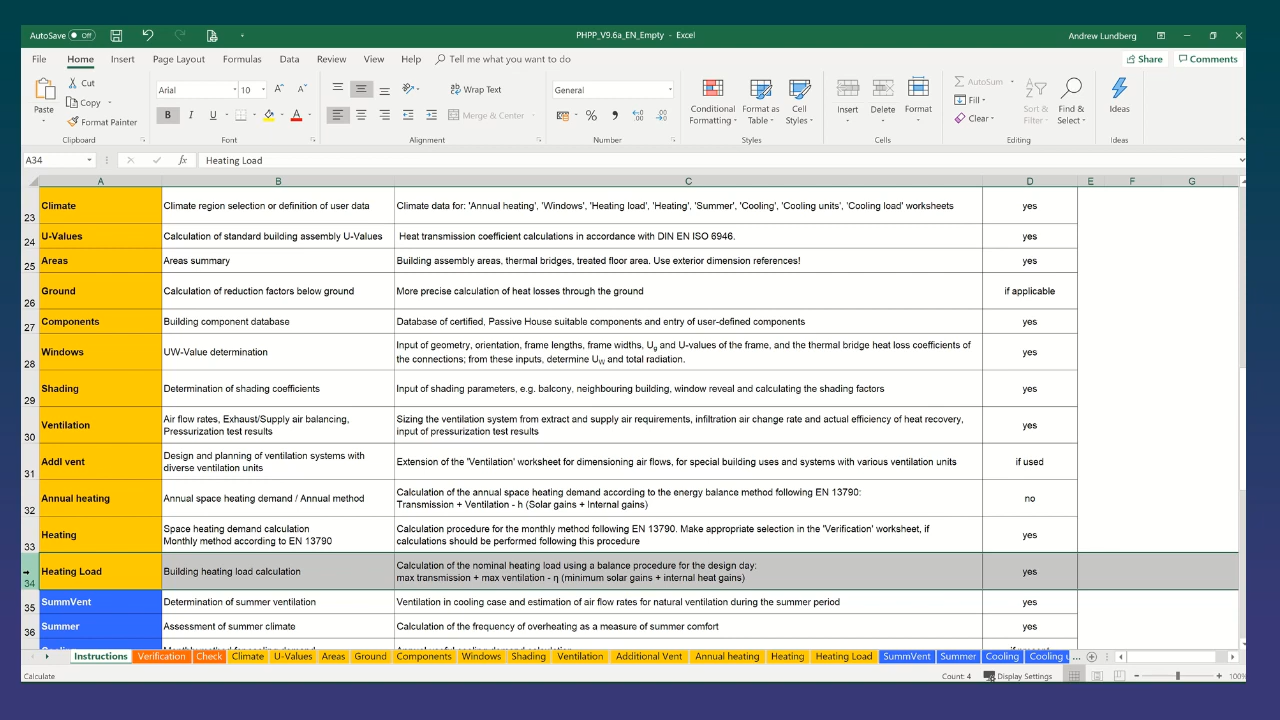 AutoSave Off PHPP_V9.6a_EN_Empty - Excel Andrew Lundberg
File Home Insert Page Layout Formulas Data Review View Help Tell me what you want to do Share Comments
Paste Cut Copy Format Painter Clipboard
Arial 10 B I U A Font
Wrap Text Merge & Center Alignment
General % Number
Conditional Formatting Format as Table Cell Styles Styles
Insert Delete Format Cells
AutoSum Fill Clear Sort & Filter Find & Select Editing
Ideas Ideas
A34 fx Heating Load
A B C D E F G
23 Climate Climate region selection or definition of user data Climate data for: 'Annual heating', 'Windows', 'Heating load', 'Heating', 'Summer', 'Cooling', 'Cooling units', 'Cooling load' worksheets yes
24 U-Values Calculation of standard building assembly U-Values Heat transmission coefficient calculations in accordance with DIN EN ISO 6946. yes
25 Areas Areas summary Building assembly areas, thermal bridges, treated floor area. Use exterior dimension references! yes
26 Ground Calculation of reduction factors below ground More precise calculation of heat losses through the ground if applicable
27 Components Building component database Database of certified, Passive House suitable components and entry of user-defined components yes
28 Windows UW-Value determination Input of geometry, orientation, frame lengths, frame widths, Ug and U-values of the frame, and the thermal bridge heat loss coefficients of
the connections; from these inputs, determine UW and total radiation. yes
29 Shading Determination of shading coefficients Input of shading parameters, e.g. balcony, neighbouring building, window reveal and calculating the shading factors yes
30 Ventilation Air flow rates, Exhaust/Supply air balancing,
Pressurization test results Sizing the ventilation system from extract and supply air requirements, infiltration air change rate and actual efficiency of heat recovery,
input of pressurization test results yes
31 Addl vent Design and planning of ventilation systems with
diverse ventilation units Extension of the 'Ventilation' worksheet for dimensioning air flows, for special building uses and systems with various ventilation units if used
32 Annual heating Annual space heating demand / Annual method Calculation of the annual space heating demand according to the energy balance method following EN 13790:
Transmission + Ventilation - h (Solar gains + Internal gains) no
33 Heating Space heating demand calculation
Monthly method according to EN 13790 Calculation procedure for the monthly method following EN 13790. Make appropriate selection in the 'Verification' worksheet, if
calculations should be performed following this procedure yes
34 Heating Load Building heating load calculation Calculation of the nominal heating load using a balance procedure for the design day:
max transmission + max ventilation - η (minimum solar gains + internal heat gains) yes
35 SummVent Determination of summer ventilation Ventilation in cooling case and estimation of air flow rates for natural ventilation during the summer period yes
36 Summer Assessment of summer climate Calculation of the frequency of overheating as a measure of summer comfort yes
Instructions Verification Check Climate U-Values Areas Ground Components Windows Shading Ventilation Additional Vent Annual heating Heating Heating Load SummVent Summer Cooling Cooling ...
Calculate Count: 4 Display Settings 100%